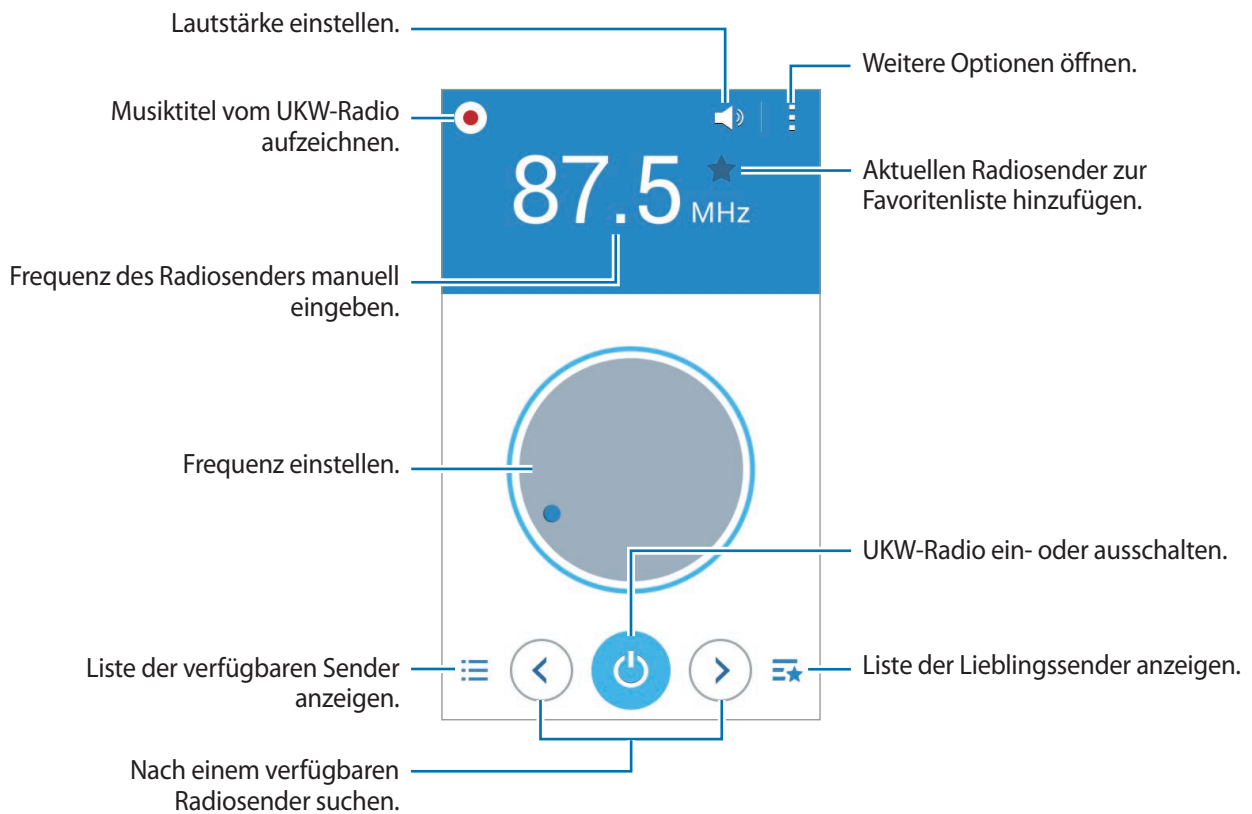 Lautstärke einstellen.
Weitere Optionen öffnen.
Musiktitel vom UKW-Radio
aufzeichnen.
Aktuellen Radiosender zur
Favoritenliste hinzufügen.
87.5 MHz
Frequenz des Radiosenders manuell
eingeben.
Frequenz einstellen.
UKW-Radio ein- oder ausschalten.
Liste der verfügbaren Sender
anzeigen.
Liste der Lieblingssender anzeigen.
Nach einem verfügbaren
Radiosender suchen.